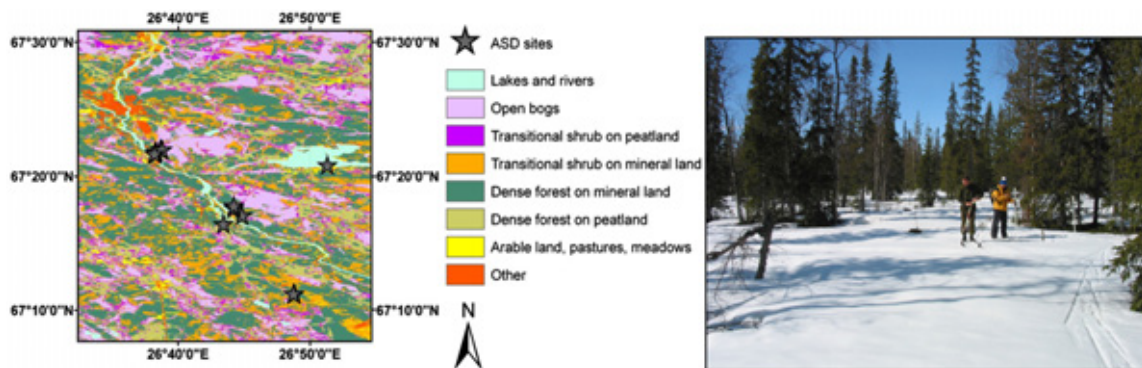 26°40'0"E 26°50'0"E
67°30'0"N 67°30'0"N
67°20'0"N 67°20'0"N
67°10'0"N 67°10'0"N
26°40'0"E 26°50'0"E
ASD sites
Lakes and rivers
Open bogs
Transitional shrub on peatland
Transitional shrub on mineral land
Dense forest on mineral land
Dense forest on peatland
Arable land, pastures, meadows
Other
N